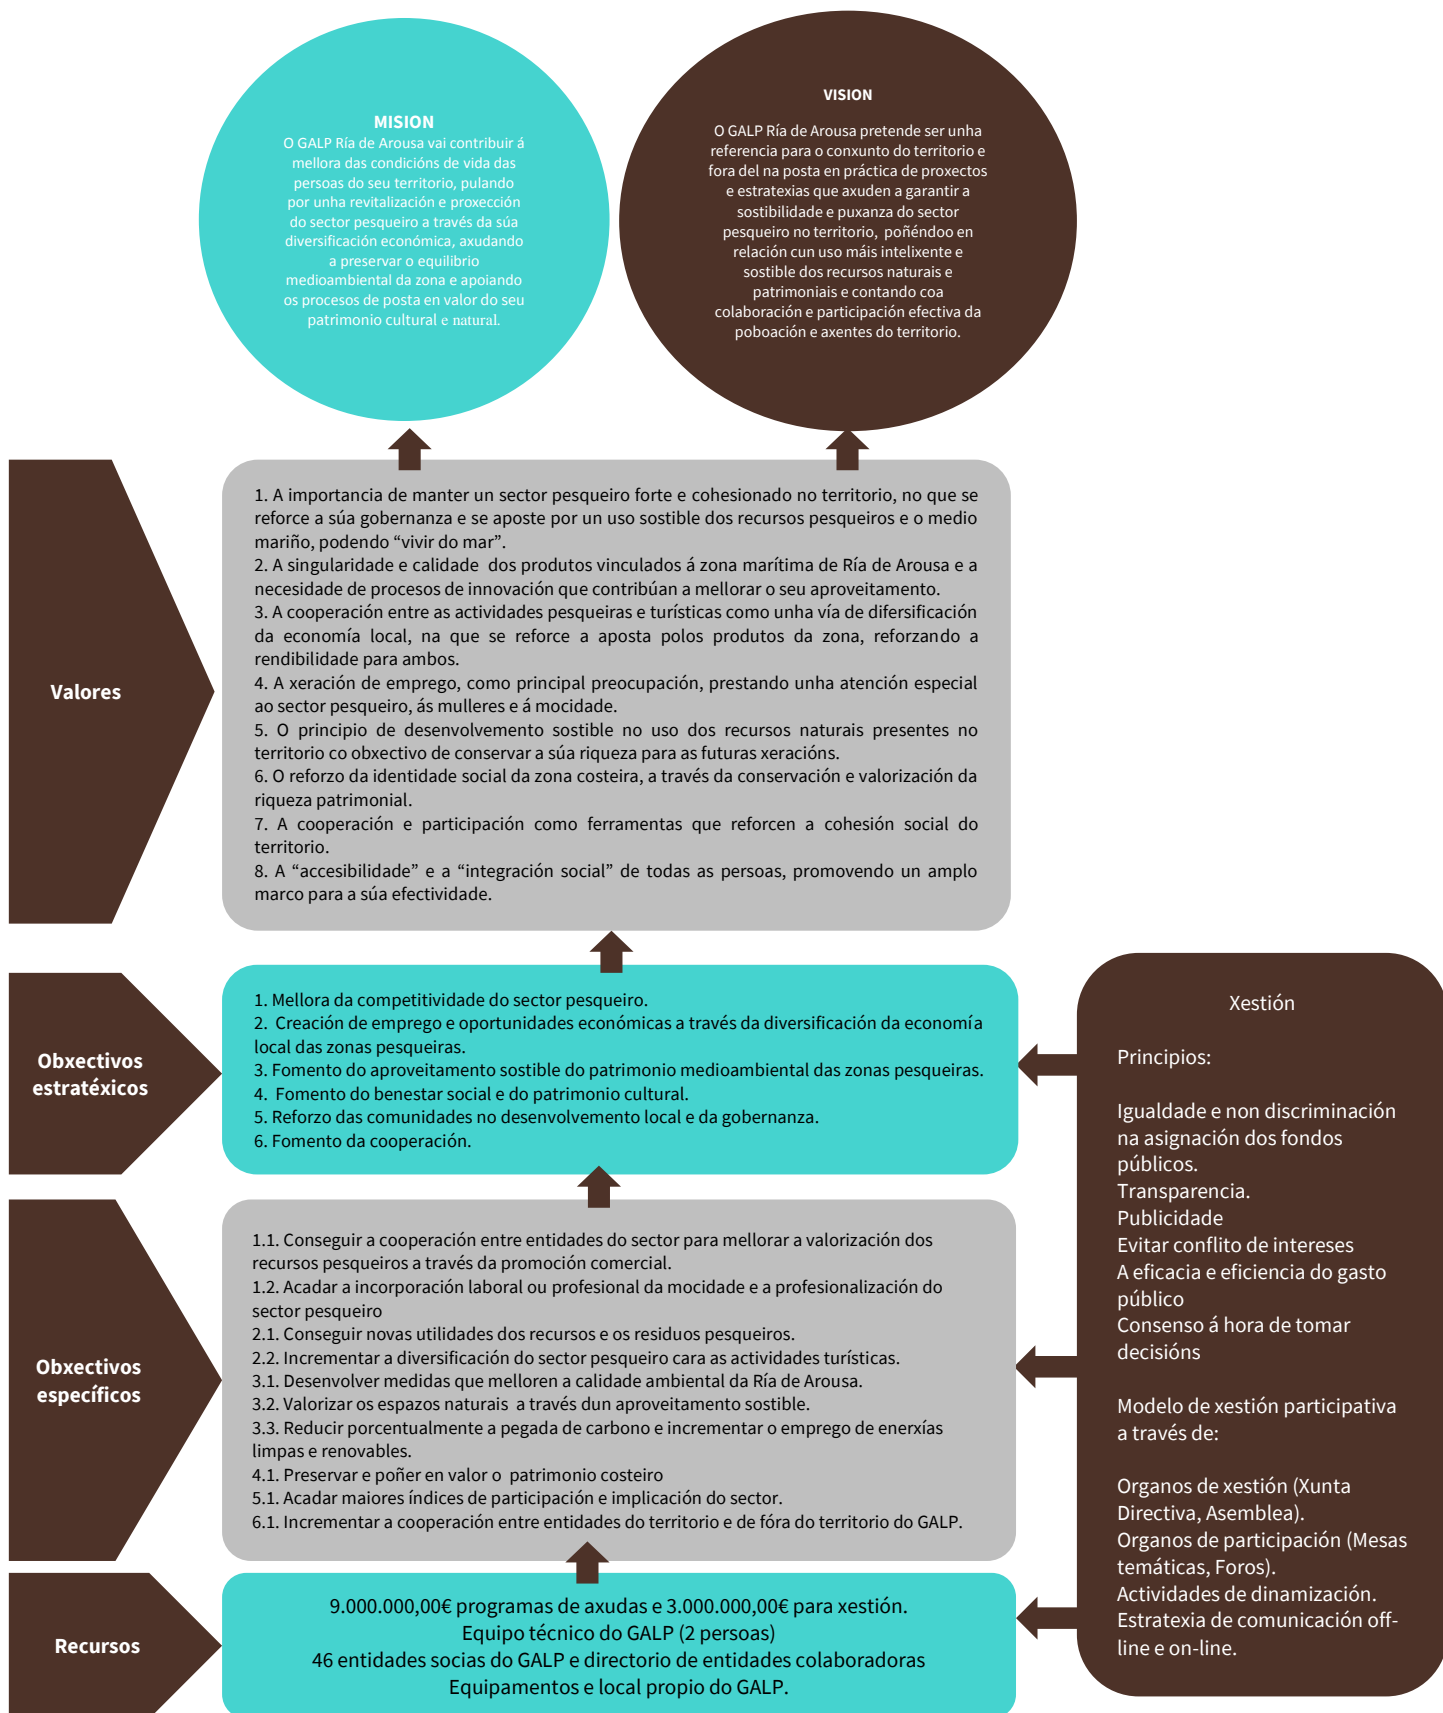 MISION
O GALP Ría de Arousa vai contribuir á
mellora das condicións de vida das
persoas do seu territorio, pulando
por unha revitalización e proxección
do sector pesqueiro a través da súa
diversificación económica, axudando
a preservar o equilibrio
medioambiental da zona e apoiando
os procesos de posta en valor do seu
patrimonio cultural e natural.
VISION
O GALP Ría de Arousa pretende ser unha
referencia para o conxunto do territorio e
fora del na posta en práctica de proxectos
e estratexias que axuden a garantir a
sostibilidade e puxanza do sector
pesqueiro no territorio, poñéndoo en
relación cun uso máis intelixente e
sostible dos recursos naturais e
patrimoniais e contando coa
colaboración e participación efectiva da
poboación e axentes do territorio.
Valores
1. A importancia de manter un sector pesqueiro forte e cohesionado no territorio, no que se
reforce a súa gobernanza e se aposte por un uso sostible dos recursos pesqueiros e o medio
mariño, podendo “vivir do mar”.
2. A singularidade e calidade dos produtos vinculados á zona marítima de Ría de Arousa e a
necesidade de procesos de innovación que contribúan a mellorar o seu aproveitamento.
3. A cooperación entre as actividades pesqueiras e turísticas como unha vía de difersificación
da economía local, na que se reforce a aposta polos produtos da zona, reforzando a
rendibilidade para ambos.
4. A xeración de emprego, como principal preocupación, prestando unha atención especial
ao sector pesqueiro, ás mulleres e á mocidade.
5. O principio de desenvolvemento sostible no uso dos recursos naturais presentes no
territorio co obxectivo de conservar a súa riqueza para as futuras xeracións.
6. O reforzo da identidade social da zona costeira, a través da conservación e valorización da
riqueza patrimonial.
7. A cooperación e participación como ferramentas que reforcen a cohesión social do
territorio.
8. A “accesibilidade” e a “integración social” de todas as persoas, promovendo un amplo
marco para a súa efectividade.
Obxectivos
estratéxicos
1. Mellora da competitividade do sector pesqueiro.
2. Creación de emprego e oportunidades económicas a través da diversificación da economía
local das zonas pesqueiras.
3. Fomento do aproveitamento sostible do patrimonio medioambiental das zonas pesqueiras.
4. Fomento do benestar social e do patrimonio cultural.
5. Reforzo das comunidades no desenvolvemento local e da gobernanza.
6. Fomento da cooperación.
Obxectivos
específicos
1.1. Conseguir a cooperación entre entidades do sector para mellorar a valorización dos
recursos pesqueiros a través da promoción comercial.
1.2. Acadar a incorporación laboral ou profesional da mocidade e a profesionalización do
sector pesqueiro
2.1. Conseguir novas utilidades dos recursos e os residuos pesqueiros.
2.2. Incrementar a diversificación do sector pesqueiro cara as actividades turísticas.
3.1. Desenvolver medidas que melloren a calidade ambiental da Ría de Arousa.
3.2. Valorizar os espazos naturais a través dun aproveitamento sostible.
3.3. Reducir porcentualmente a pegada de carbono e incrementar o emprego de enerxías
limpas e renovables.
4.1. Preservar e poñer en valor o patrimonio costeiro
5.1. Acadar maiores índices de participación e implicación do sector.
6.1. Incrementar a cooperación entre entidades do territorio e de fóra do territorio do GALP.
Recursos
9.000.000,00€ programas de axudas e 3.000.000,00€ para xestión.
Equipo técnico do GALP (2 persoas)
46 entidades socias do GALP e directorio de entidades colaboradoras
Equipamentos e local propio do GALP.
Xestión
Principios:
Igualdade e non discriminación
na asignación dos fondos
públicos.
Transparencia.
Publicidade
Evitar conflito de intereses
A eficacia e eficiencia do gasto
público
Consenso á hora de tomar
decisións
Modelo de xestión participativa
a través de:
Organos de xestión (Xunta
Directiva, Asemblea).
Organos de participación (Mesas
temáticas, Foros).
Actividades de dinamización.
Estratexia de comunicación off-
line e on-line.